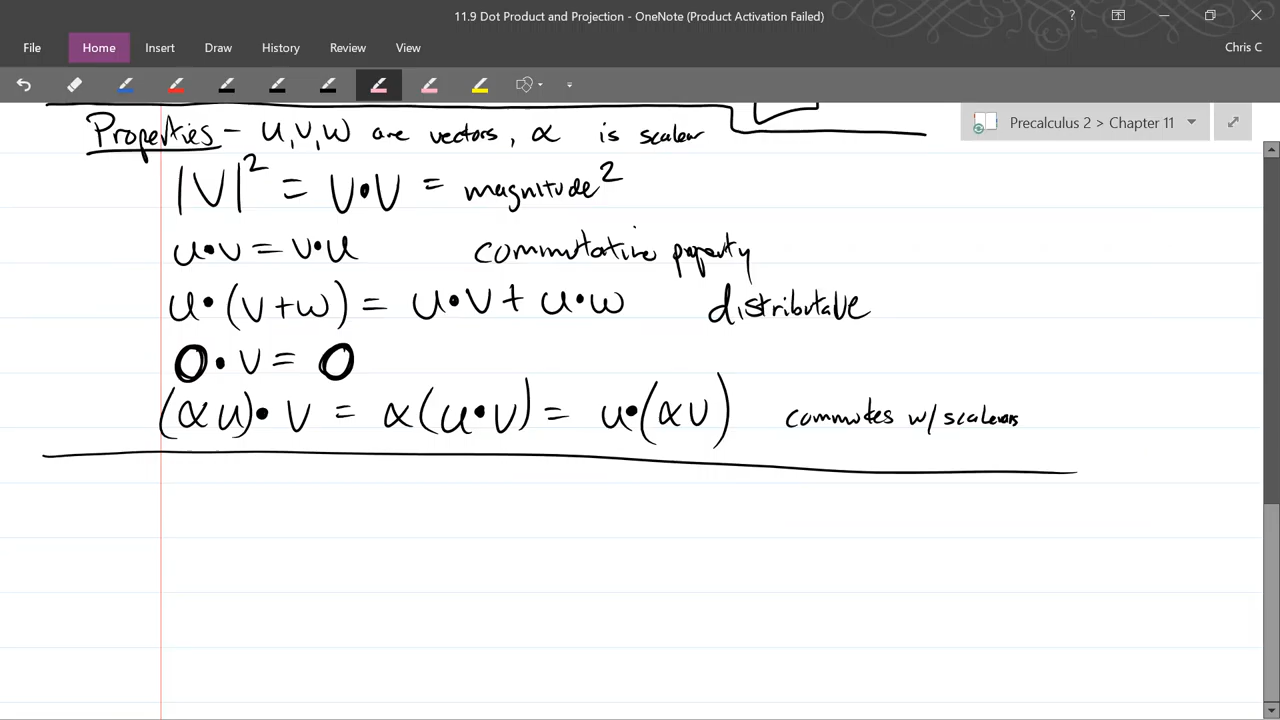 11.9 Dot Product and Projection - OneNote (Product Activation Failed)
File Home Insert Draw History Review View Chris C
Precalculus 2 > Chapter 11
Properties - u, v, w are vectors, α is scalar
|V|² = V•V = magnitude²
u•v = v•u commutative property
u•(v+w) = u•v + u•w distributave
0•v = 0
(αu)•v = α(u•v) = u•(αv) commutes w/ scalars